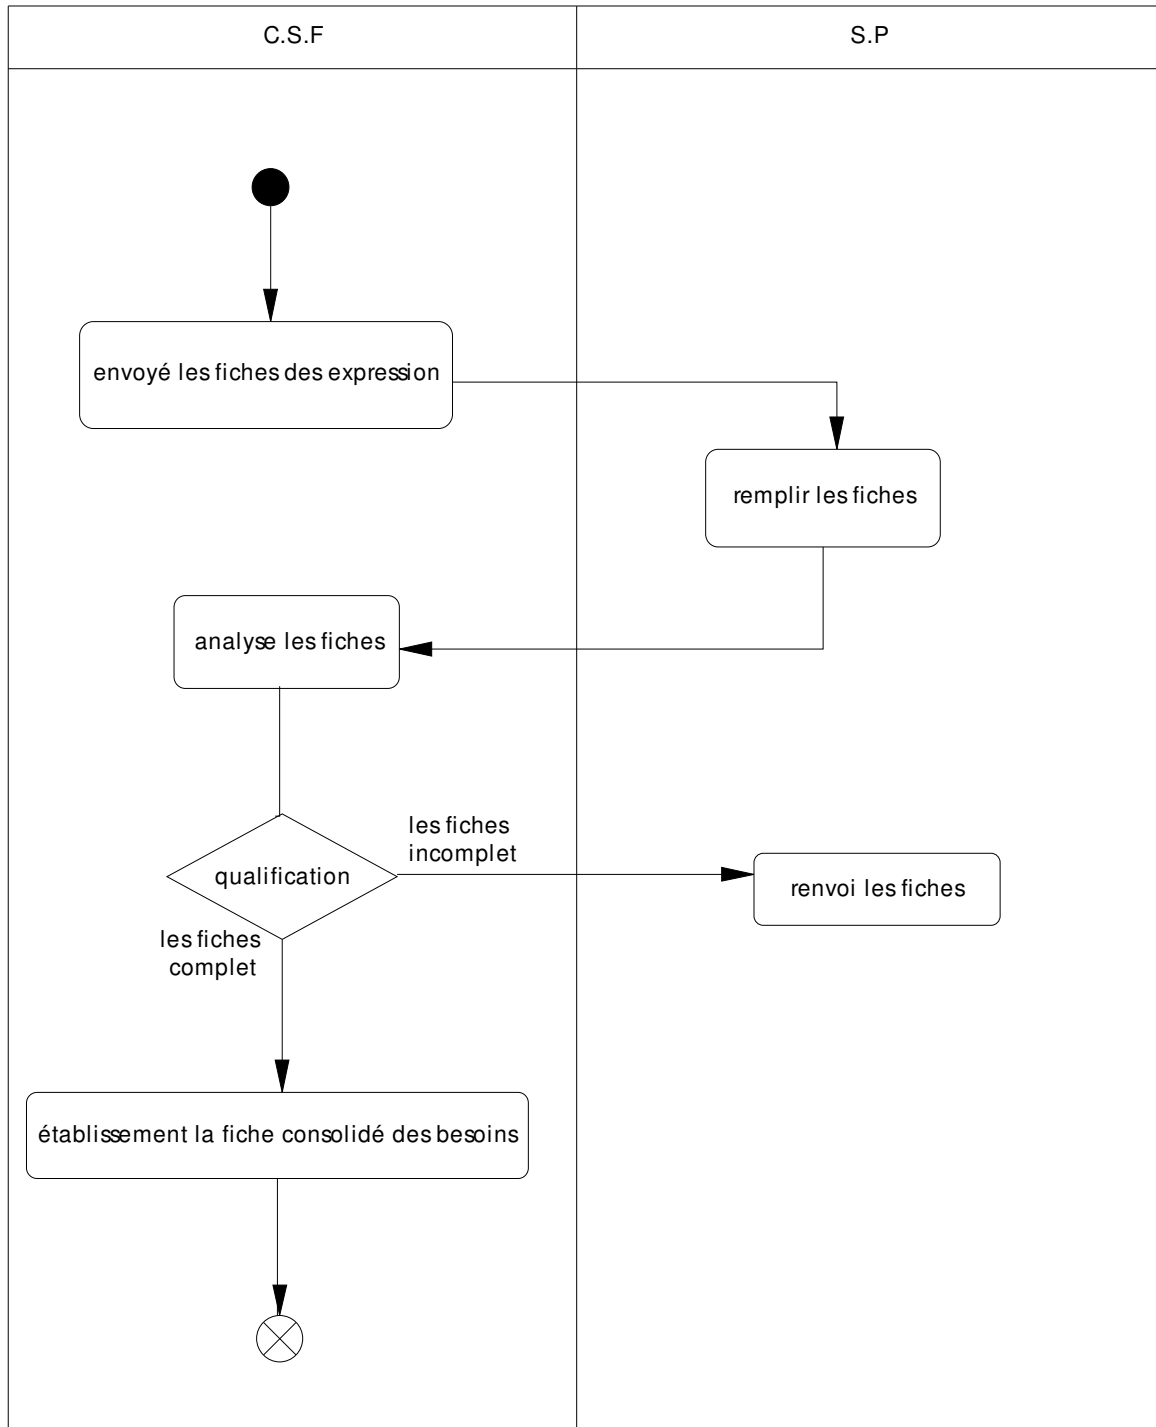 C.S.F
S.P
envoyé les fiches des expression
remplir les fiches
analyse les fiches
les fiches
incomplet
qualification
renvoi les fiches
les fiches
complet
établissement la fiche consolidé des besoins